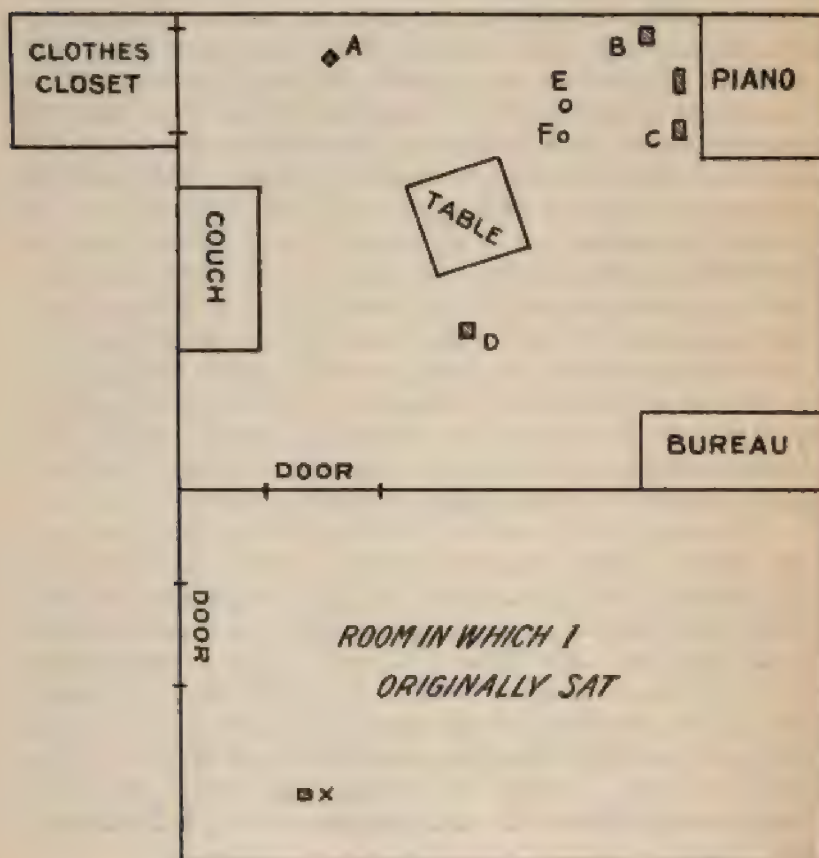 CLOTHES
CLOSET
A
B
E
PIANO
F
C
TABLE
COUCH
D
BUREAU
DOOR
DOOR
ROOM IN WHICH I
ORIGINALLY SAT
X